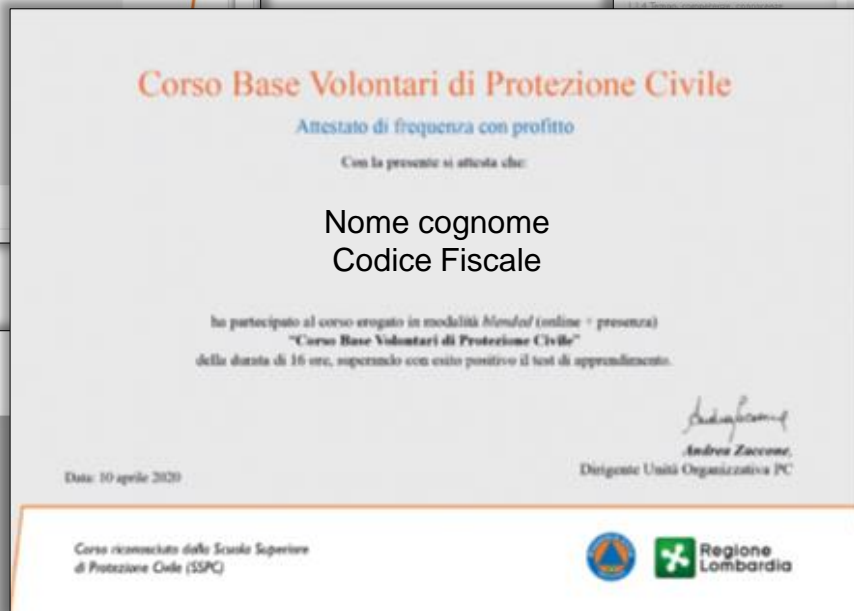 Corso Base Volontari di Protezione Civile
Attestato di frequenza con profitto
Con la presente si attesta che:
Nome cognome
Codice Fiscale
ha partecipato al corso erogato in modalità blended (online + presenza)
"Corso Base Volontari di Protezione Civile"
della durata di 16 ore, superando con esito positivo il test di apprendimento.
Andrea Zaccone,
Dirigente Unità Organizzativa PC
Data: 10 aprile 2020
Corso riconosciuto dalla Scuola Superiore
di Protezione Civile (SSPC)
Regione
Lombardia